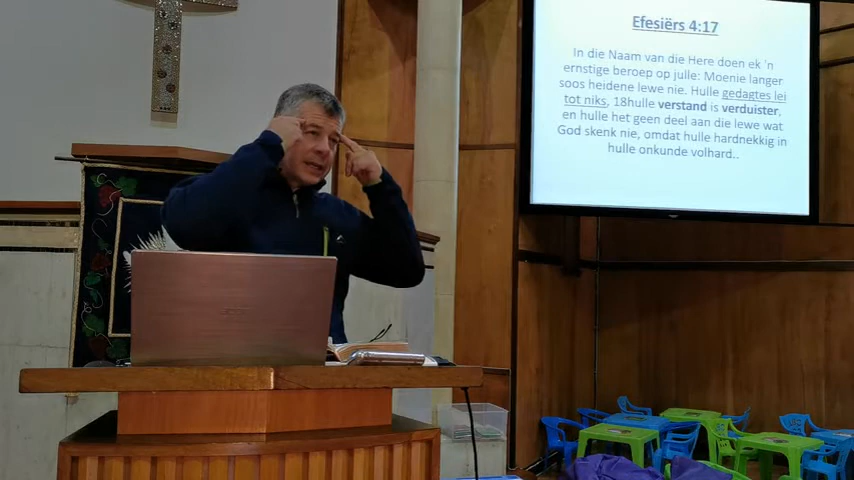 Efesiërs 4:17
In die Naam van die Here doen ek 'n
ernstige beroep op julle: Moenie langer
soos heidene lewe nie. Hulle gedagtes lei
tot niks, 18hulle verstand is verduister,
en hulle het geen deel aan die lewe wat
God skenk nie, omdat hulle hardnekkig in
hulle onkunde volhard..